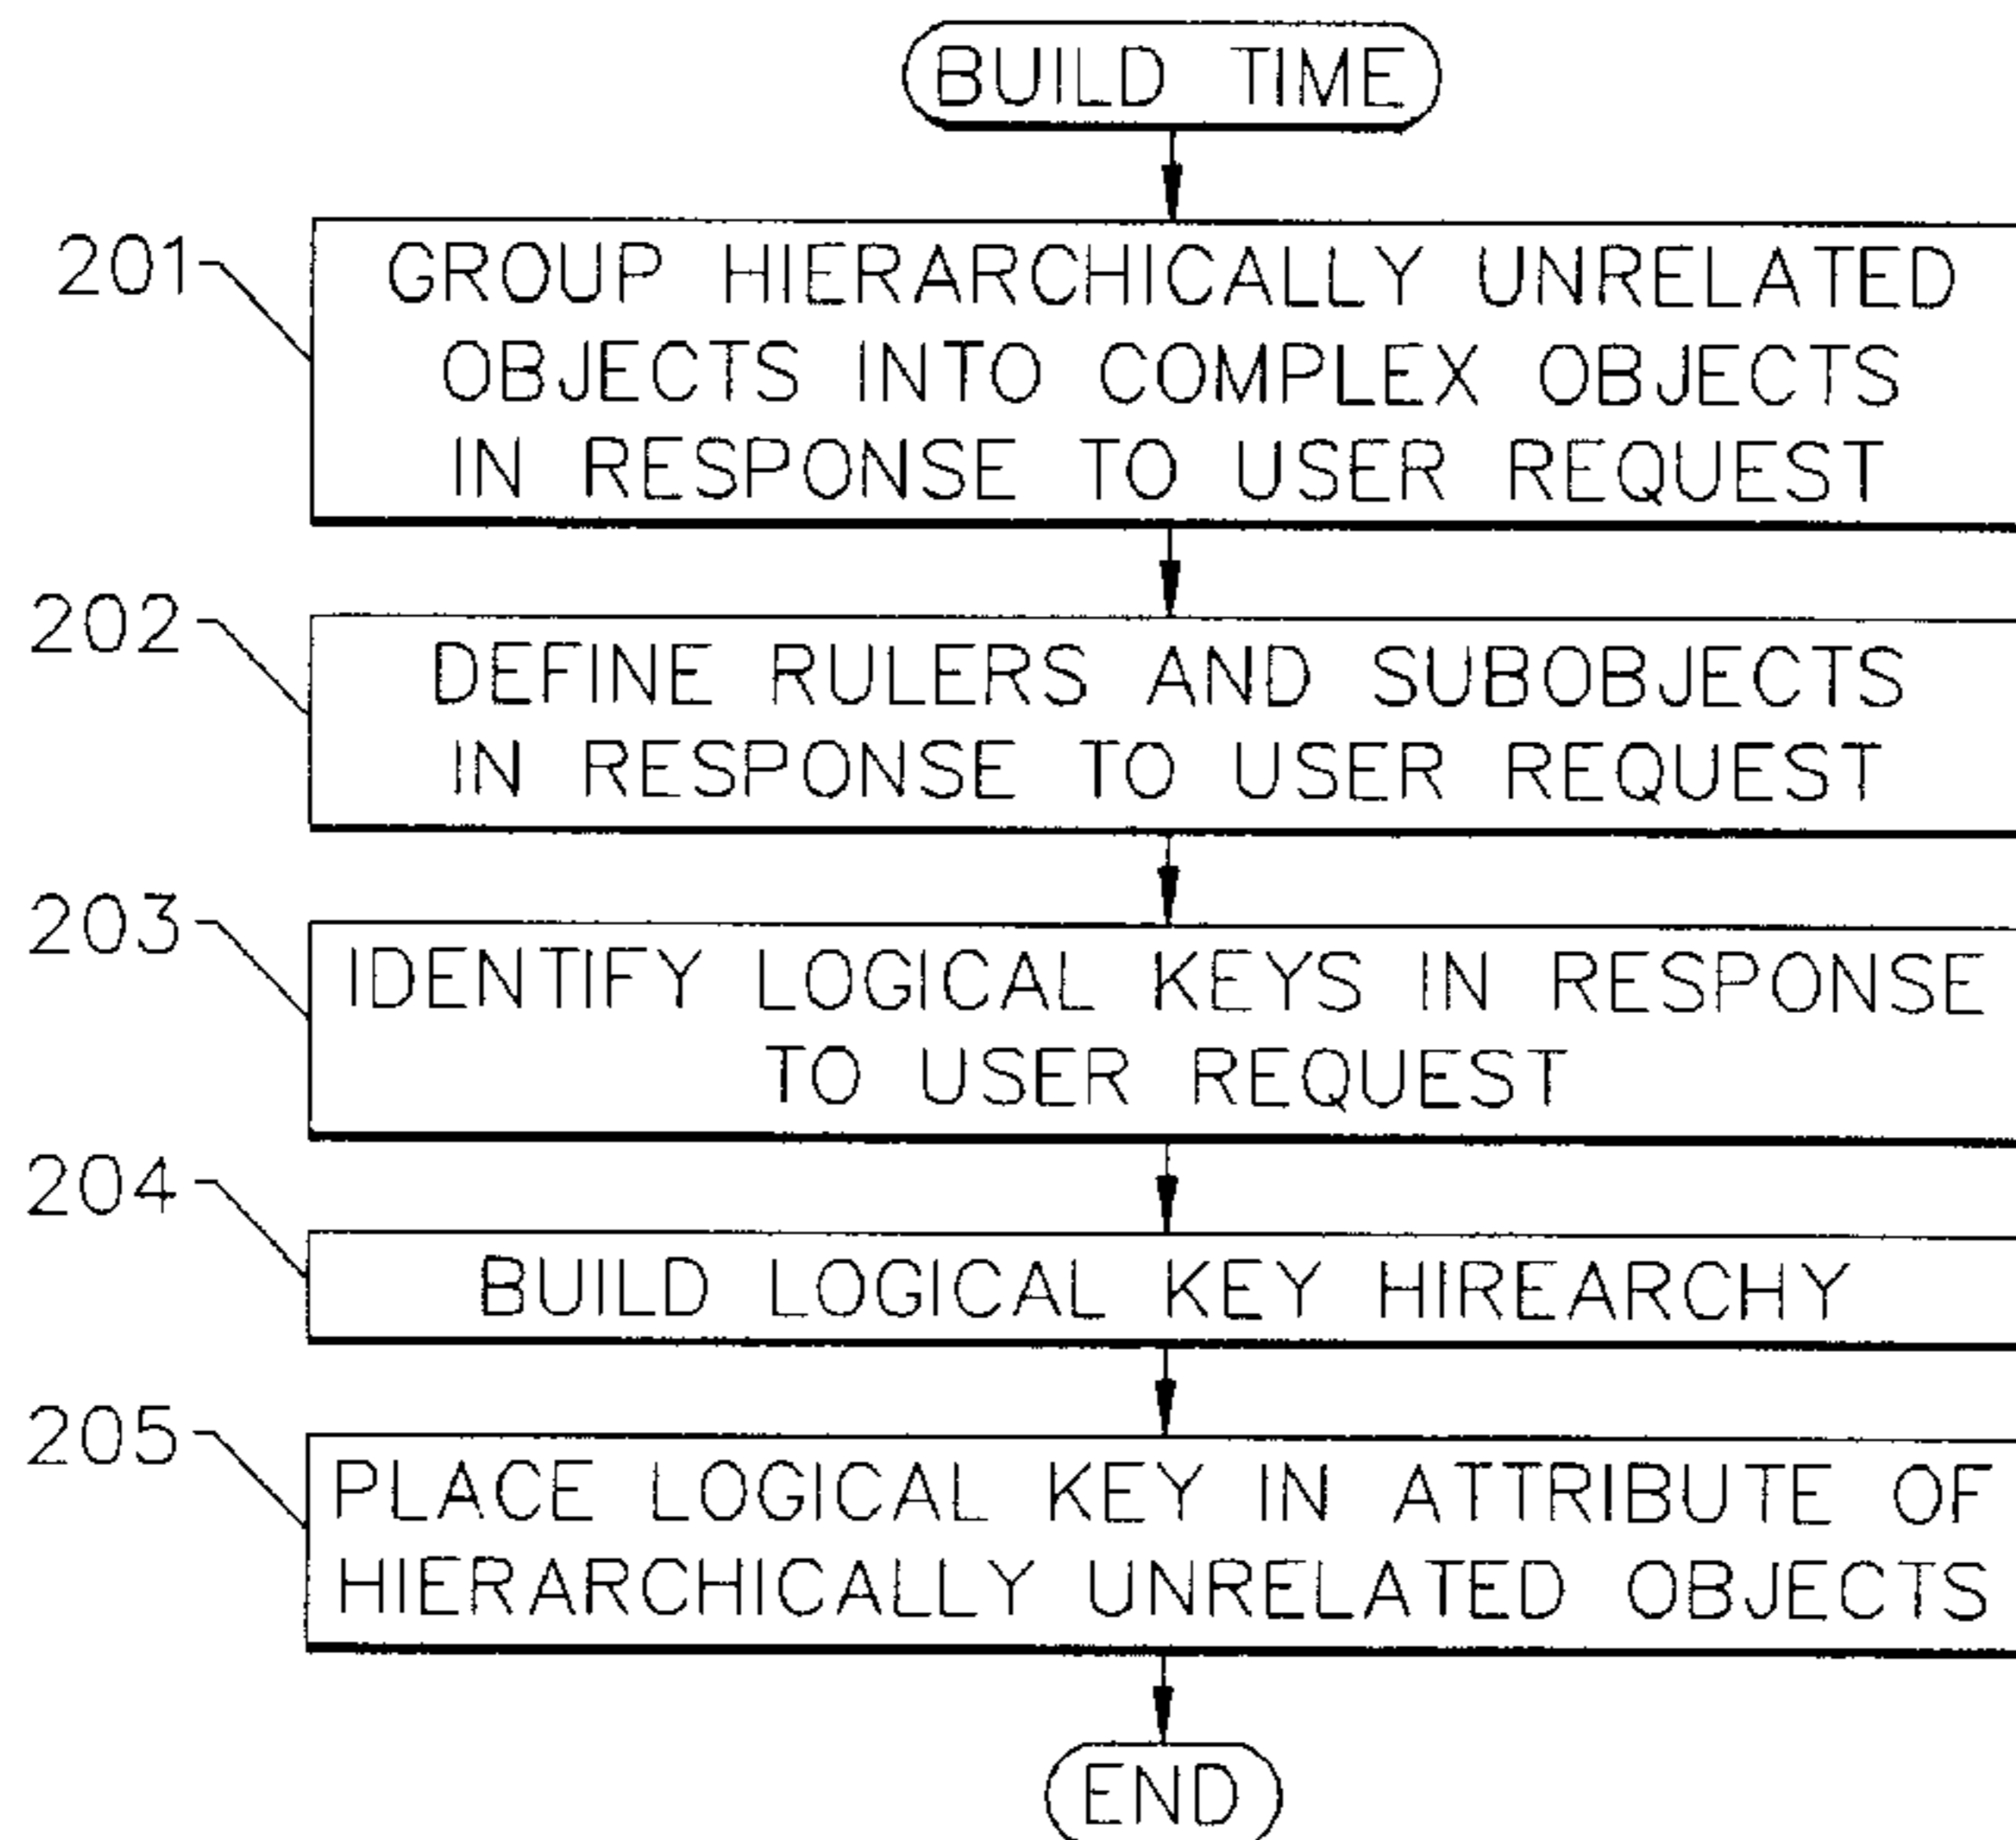 BUILD TIME
201
GROUP HIERARCHICALLY UNRELATED
OBJECTS INTO COMPLEX OBJECTS
IN RESPONSE TO USER REQUEST
202
DEFINE RULERS AND SUBOBJECTS
IN RESPONSE TO USER REQUEST
203
IDENTIFY LOGICAL KEYS IN RESPONSE
TO USER REQUEST
204
BUILD LOGICAL KEY HIREARCHY
205
PLACE LOGICAL KEY IN ATTRIBUTE OF
HIERARCHICALLY UNRELATED OBJECTS
END